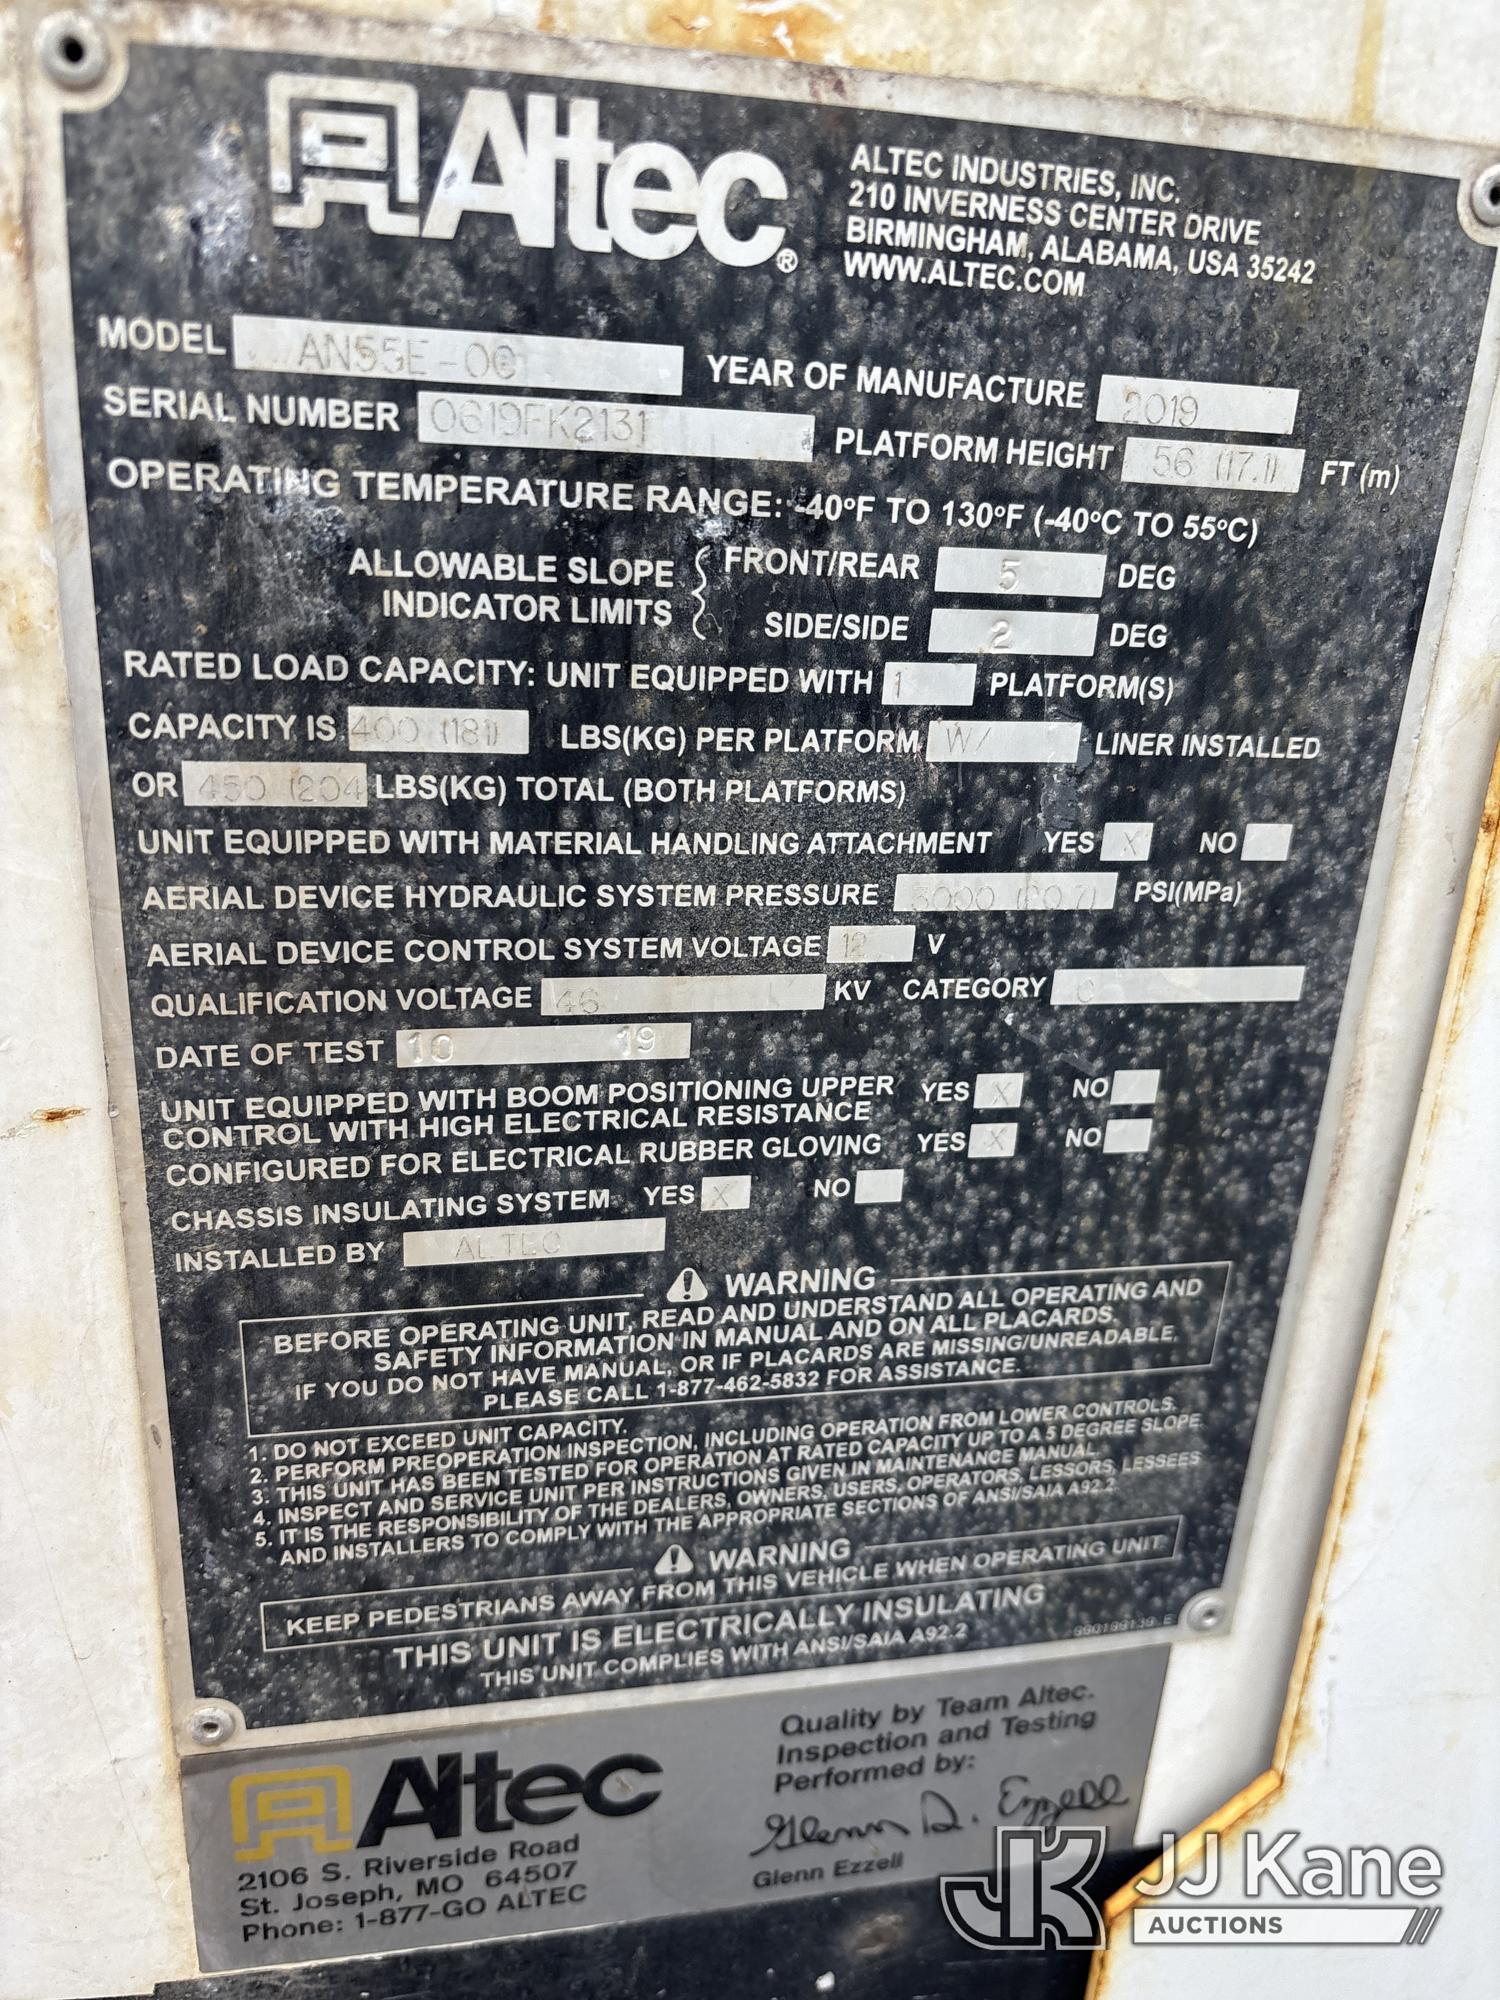 Altec®
ALTEC INDUSTRIES, INC.
210 INVERNESS CENTER DRIVE
BIRMINGHAM, ALABAMA, USA 35242
WWW.ALTEC.COM
MODEL AN55E-OC YEAR OF MANUFACTURE 2019
SERIAL NUMBER 0619FK2131 PLATFORM HEIGHT 56 (17.1) FT (m)
OPERATING TEMPERATURE RANGE: -40°F TO 130°F (-40°C TO 55°C)
ALLOWABLE SLOPE INDICATOR LIMITS { FRONT/REAR 5 DEG
SIDE/SIDE 2 DEG
RATED LOAD CAPACITY: UNIT EQUIPPED WITH 1 PLATFORM(S)
CAPACITY IS 400 (181) LBS(KG) PER PLATFORM W/ LINER INSTALLED
OR 450 (204 LBS(KG) TOTAL (BOTH PLATFORMS)
UNIT EQUIPPED WITH MATERIAL HANDLING ATTACHMENT YES X NO
AERIAL DEVICE HYDRAULIC SYSTEM PRESSURE 3000 (20.7) PSI(MPa)
AERIAL DEVICE CONTROL SYSTEM VOLTAGE 12 V
QUALIFICATION VOLTAGE 46 KV CATEGORY C
DATE OF TEST 10 19
UNIT EQUIPPED WITH BOOM POSITIONING UPPER YES X NO
CONTROL WITH HIGH ELECTRICAL RESISTANCE
CONFIGURED FOR ELECTRICAL RUBBER GLOVING YES X NO
CHASSIS INSULATING SYSTEM YES X NO
INSTALLED BY ALTEC
WARNING
BEFORE OPERATING UNIT, READ AND UNDERSTAND ALL OPERATING AND
SAFETY INFORMATION IN MANUAL AND ON ALL PLACARDS.
IF YOU DO NOT HAVE MANUAL, OR IF PLACARDS ARE MISSING/UNREADABLE,
PLEASE CALL 1-877-462-5832 FOR ASSISTANCE.
1. DO NOT EXCEED UNIT CAPACITY.
2. PERFORM PREOPERATION INSPECTION, INCLUDING OPERATION FROM LOWER CONTROLS.
3. THIS UNIT HAS BEEN TESTED FOR OPERATION AT RATED CAPACITY UP TO A 5 DEGREE SLOPE.
4. INSPECT AND SERVICE UNIT PER INSTRUCTIONS GIVEN IN MAINTENANCE MANUAL.
5. IT IS THE RESPONSIBILITY OF THE DEALERS, OWNERS, USERS, OPERATORS, LESSORS, LESSEES
AND INSTALLERS TO COMPLY WITH THE APPROPRIATE SECTIONS OF ANSI/SAIA A92.2.
WARNING
KEEP PEDESTRIANS AWAY FROM THIS VEHICLE WHEN OPERATING UNIT
THIS UNIT IS ELECTRICALLY INSULATING
THIS UNIT COMPLIES WITH ANSI/SAIA A92.2
990199139 E
Altec
2106 S. Riverside Road
St. Joseph, MO 64507
Phone: 1-877-GO ALTEC
Quality by Team Altec.
Inspection and Testing
Performed by:
Glenn D. Ezzell
Glenn Ezzell
JK JJ Kane
AUCTIONS